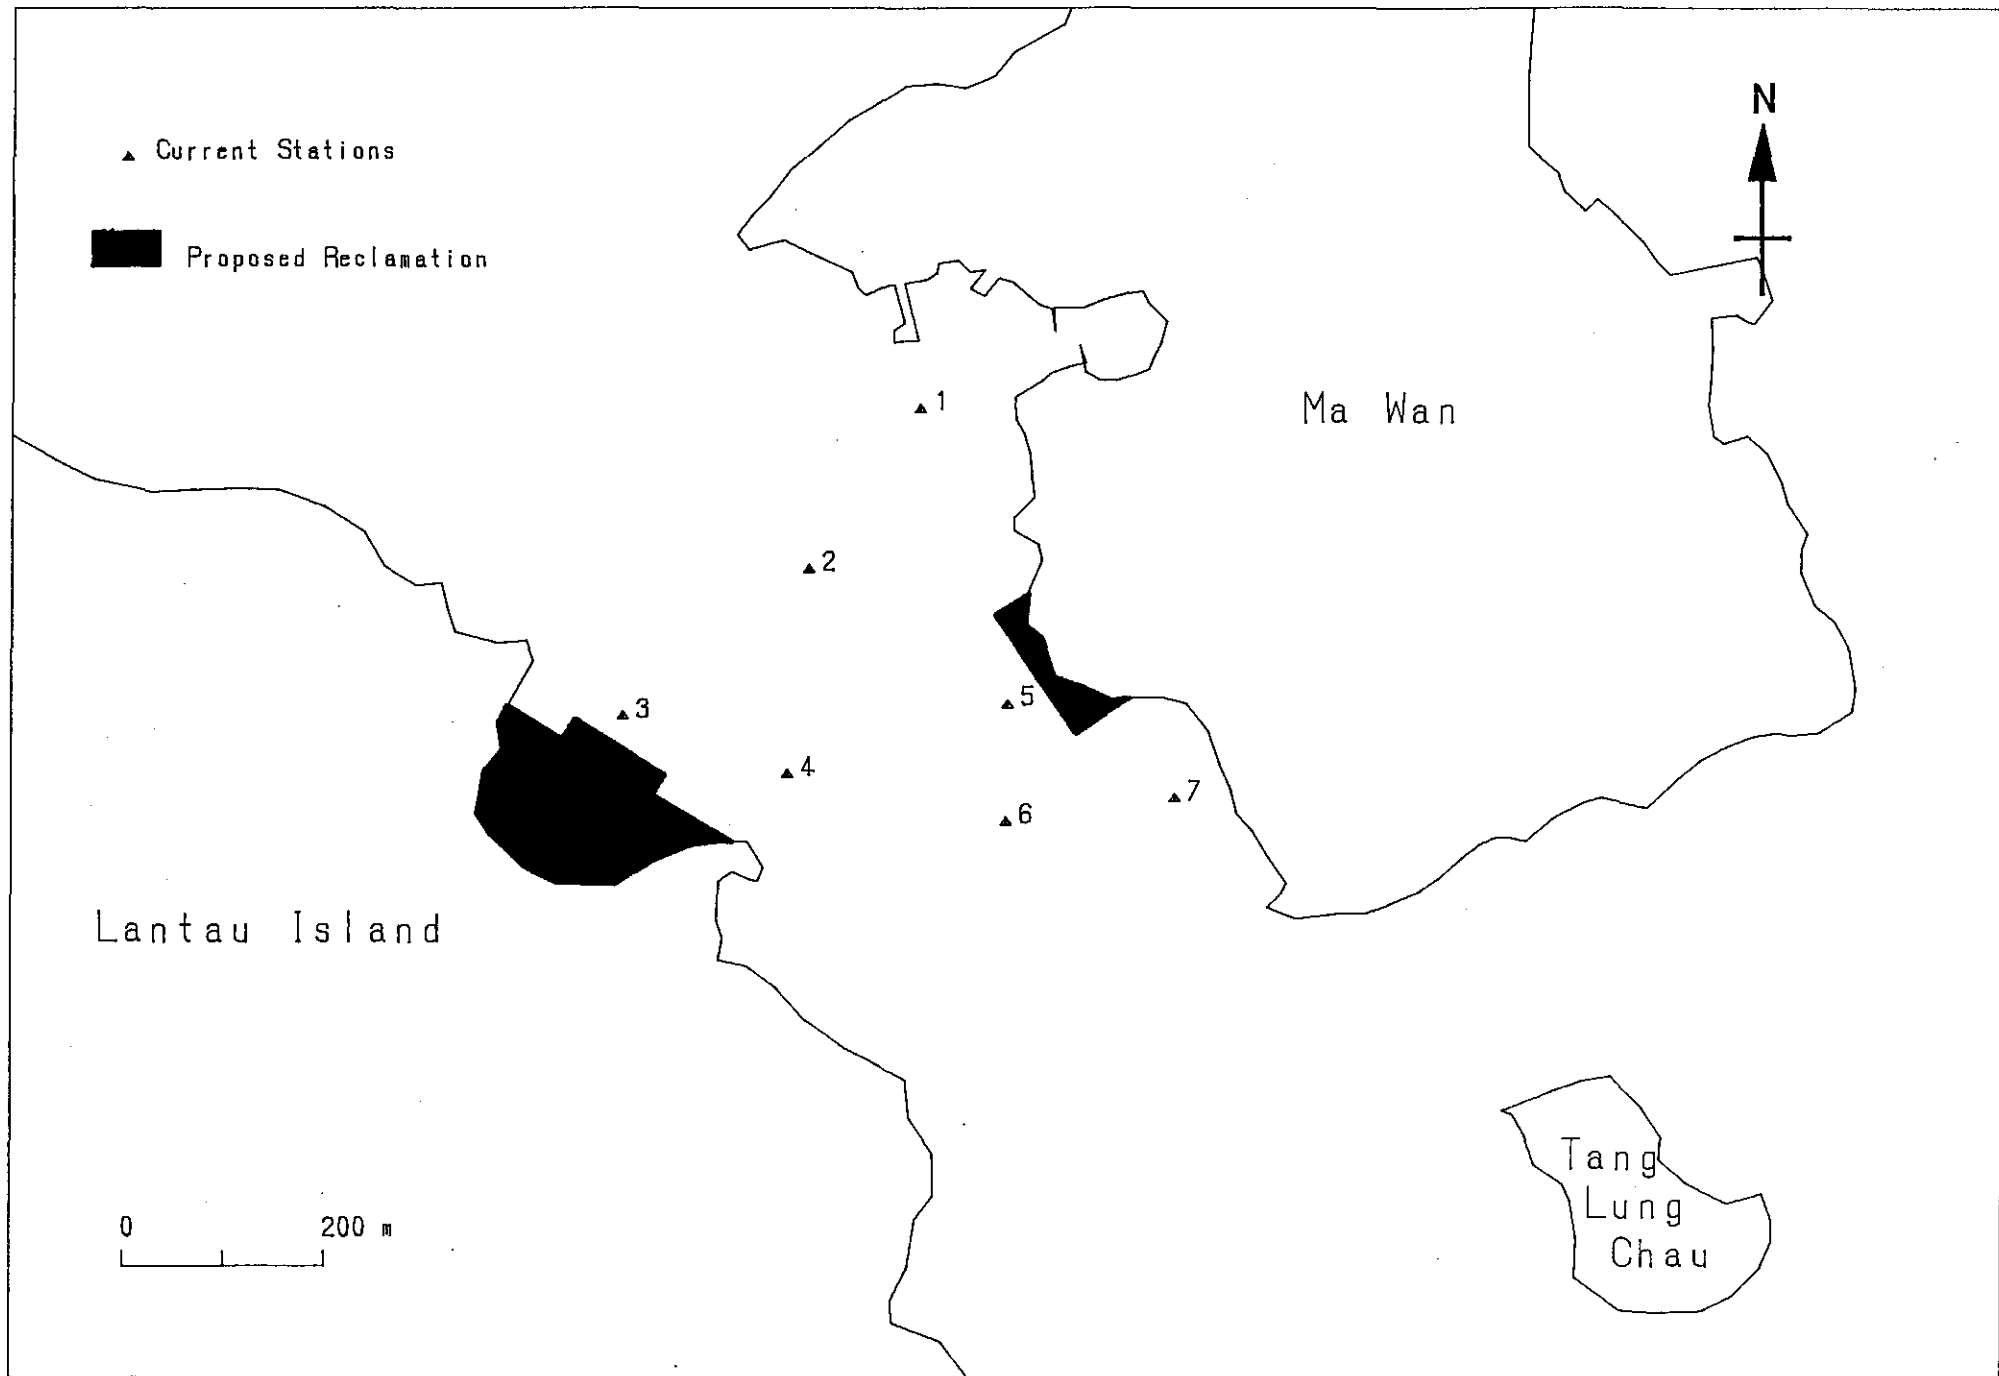 N
Current Stations
Proposed Reclamation
1
Ma Wan
2
3
5
4
7
6
Lantau Island
Tang
Lung
Chau
0 200 m